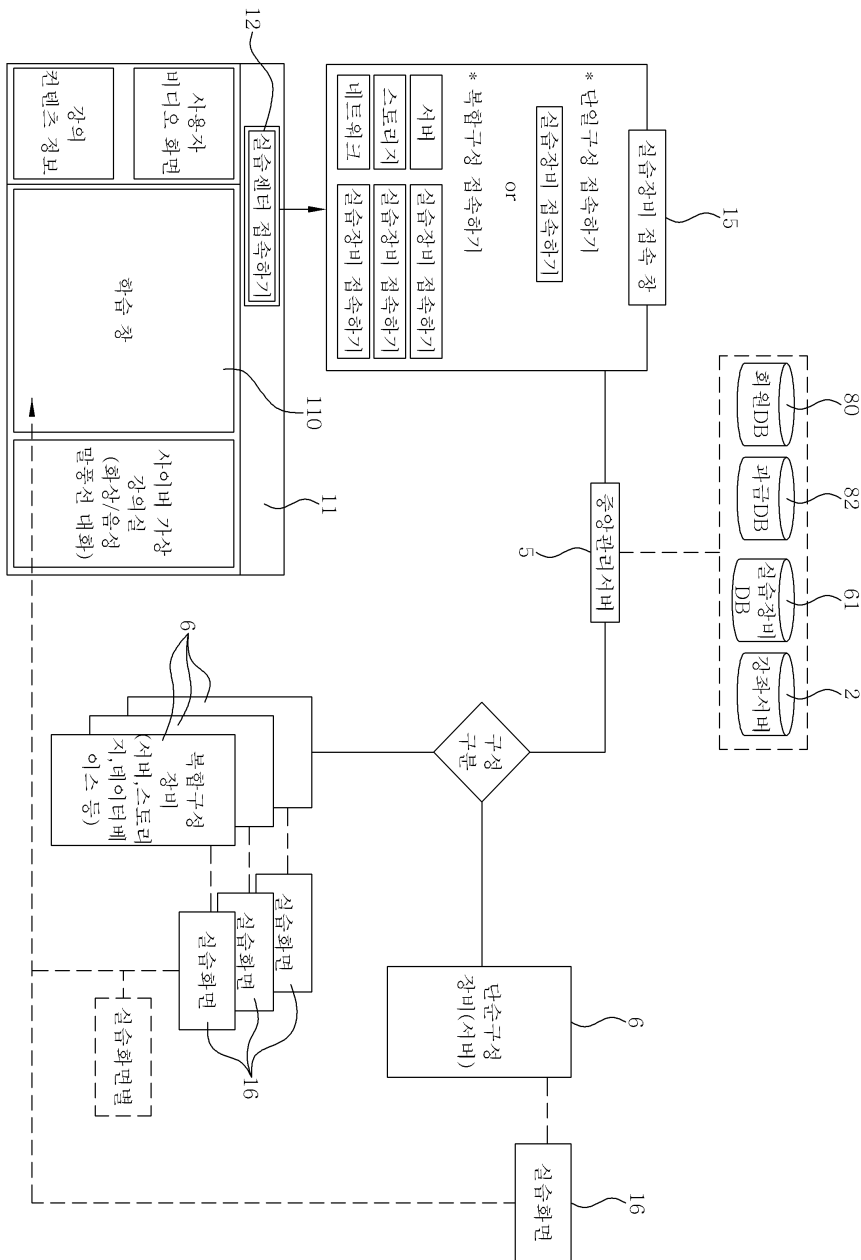 12
사용자
비디오 화면
강의
컨텐츠 정보
실습센터 접속하기
학습 창
110
사이버 가상
강의실
(화상/음성
말풍선 대화)
11
15
실습장비 접속 창
* 단일구성 접속하기
실습장비 접속하기
or
* 복합구성 접속하기
서버
실습장비 접속하기
스토리지
실습장비 접속하기
네트워크
실습장비 접속하기
80
회원DB
82
과금DB
61
실습장비
DB
2
강좌서버
중앙관리서버
5
구성
구분
6
복합구성
장비
(서버,스토리
지,데이터베
이스 등)
실습화면
실습화면
실습화면
16
실습화면별
단순구성
장비(서버)
6
실습화면
16